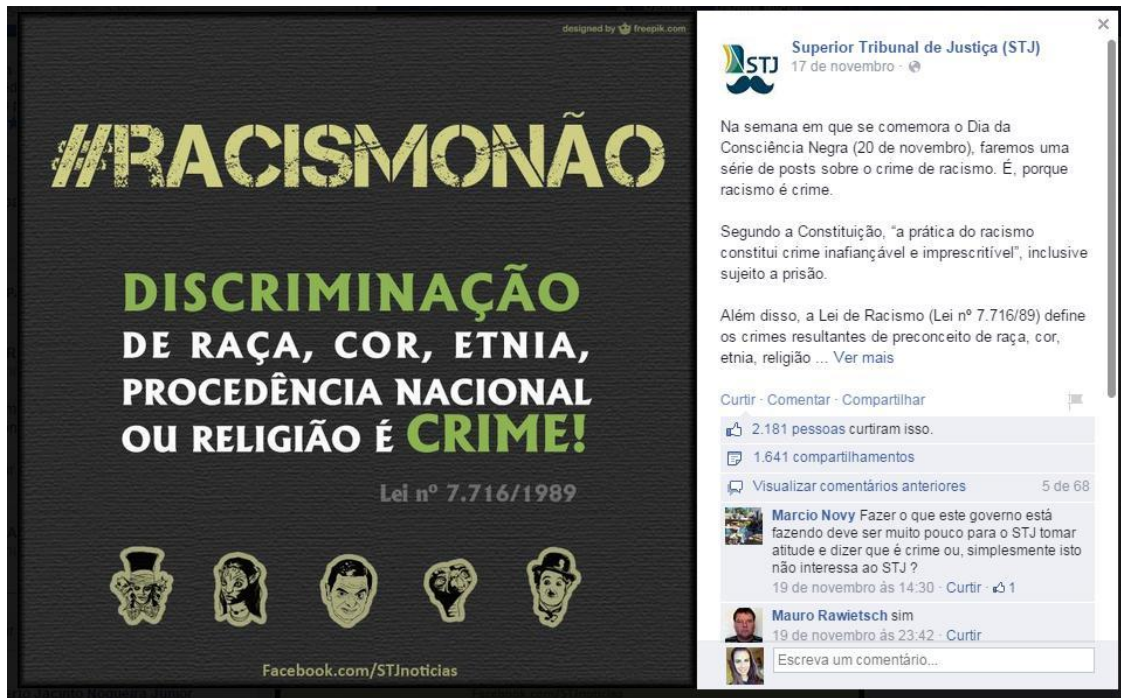 designed by freepik.com
#RACISMONÃO
DISCRIMINAÇÃO
DE RAÇA, COR, ETNIA,
PROCEDÊNCIA NACIONAL
OU RELIGIÃO É CRIME!
Lei nº 7.716/1989
Facebook.com/STJnoticias
STJ
Superior Tribunal de Justiça (STJ)
17 de novembro ·
Na semana em que se comemora o Dia da
Consciência Negra (20 de novembro), faremos uma
série de posts sobre o crime de racismo. É, porque
racismo é crime.
Segundo a Constituição, “a prática do racismo
constitui crime inafiançável e imprescritível”, inclusive
sujeito a prisão.
Além disso, a Lei de Racismo (Lei nº 7.716/89) define
os crimes resultantes de preconceito de raça, cor,
etnia, religião ... Ver mais
Curtir · Comentar · Compartilhar
2.181 pessoas curtiram isso.
1.641 compartilhamentos
Visualizar comentários anteriores 5 de 68
Marcio Novy Fazer o que este governo está
fazendo deve ser muito pouco para o STJ tomar
atitude e dizer que é crime ou, simplesmente isto
não interessa ao STJ ?
19 de novembro às 14:30 · Curtir · 1
Mauro Rawietsch sim
19 de novembro às 23:42 · Curtir
Escreva um comentário...